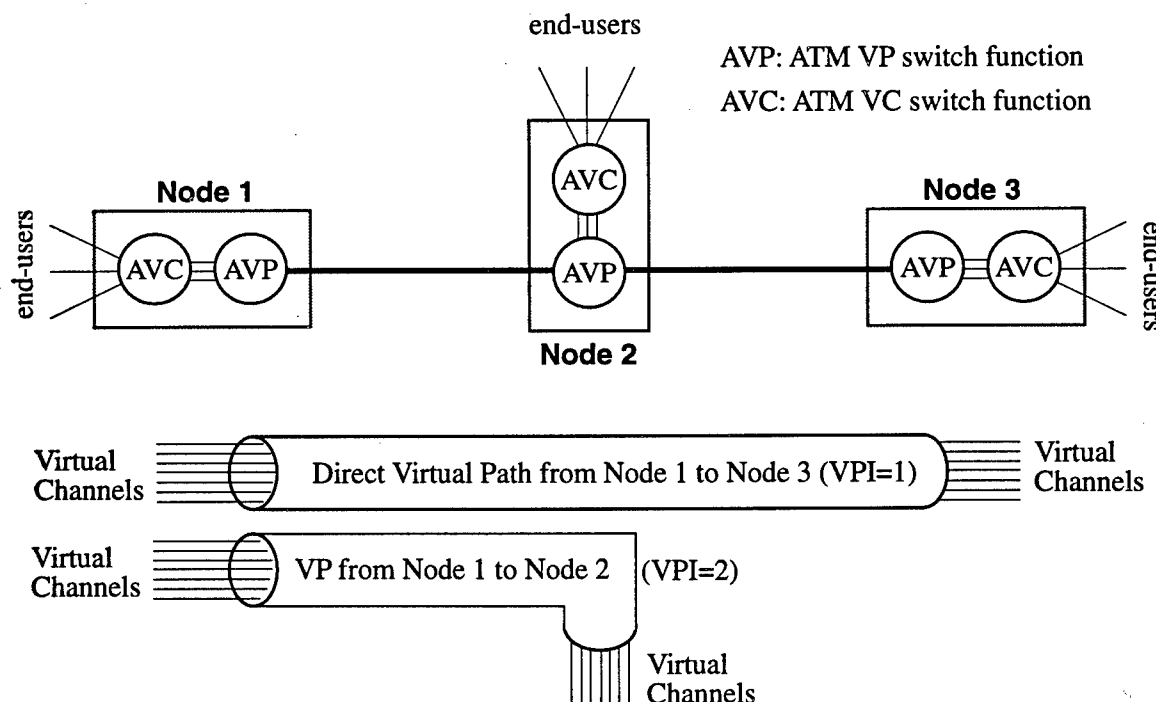 end-users
AVP: ATM VP switch function
AVC: ATM VC switch function
Node 1
AVC
Node 3
end-users
AVC
AVP
AVP
AVP
AVC
end-users
Node 2
Virtual
Channels
Direct Virtual Path from Node 1 to Node 3 (VPI=1)
Virtual
Channels
Virtual
Channels
VP from Node 1 to Node 2
(VPI=2)
Virtual
Channels